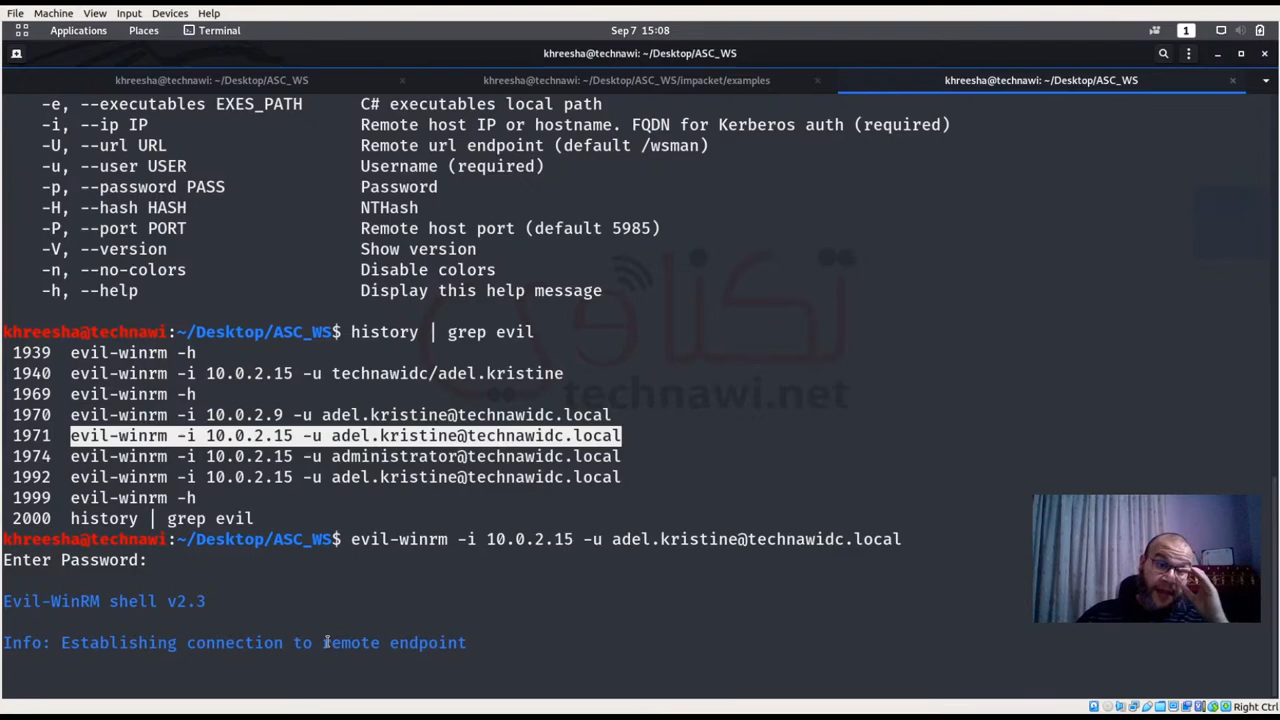 File Machine View Input Devices Help
Applications Places Terminal Sep 7 15:08 1
khreesha@technawi: ~/Desktop/ASC_WS
khreesha@technawi: ~/Desktop/ASC_WS khreesha@technawi: ~/Desktop/ASC_WS/impacket/examples khreesha@technawi: ~/Desktop/ASC_WS
-e, --executables EXES_PATH C# executables local path
-i, --ip IP Remote host IP or hostname. FQDN for Kerberos auth (required)
-U, --url URL Remote url endpoint (default /wsman)
-u, --user USER Username (required)
-p, --password PASS Password
-H, --hash HASH NTHash
-P, --port PORT Remote host port (default 5985)
-V, --version Show version
-n, --no-colors Disable colors
-h, --help Display this help message
تكناوي
technawi.net
khreesha@technawi:~/Desktop/ASC_WS$ history | grep evil
1939 evil-winrm -h
1940 evil-winrm -i 10.0.2.15 -u technawidc/adel.kristine
1969 evil-winrm -h
1970 evil-winrm -i 10.0.2.9 -u adel.kristine@technawidc.local
1971 evil-winrm -i 10.0.2.15 -u adel.kristine@technawidc.local
1974 evil-winrm -i 10.0.2.15 -u administrator@technawidc.local
1992 evil-winrm -i 10.0.2.15 -u adel.kristine@technawidc.local
1999 evil-winrm -h
2000 history | grep evil
khreesha@technawi:~/Desktop/ASC_WS$ evil-winrm -i 10.0.2.15 -u adel.kristine@technawidc.local
Enter Password:
Evil-WinRM shell v2.3
Info: Establishing connection to remote endpoint
Right Ctrl